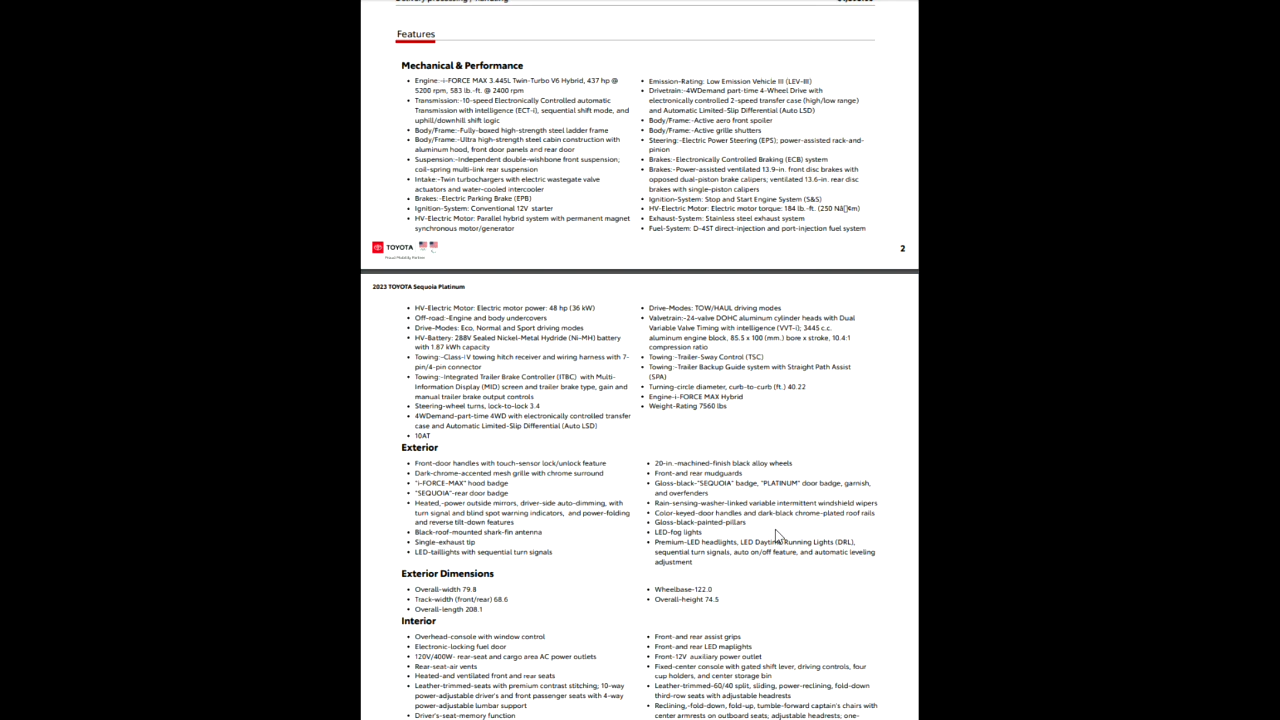 Features
Mechanical & Performance
• Engine:-i-FORCE MAX 3.445L Twin-Turbo V6 Hybrid, 437 hp @
5200 rpm, 583 lb.-ft. @ 2400 rpm
• Transmission:-10-speed Electronically Controlled automatic
Transmission with intelligence (ECT-i), sequential shift mode, and
uphill/downhill shift logic
• Body/Frame:-Fully-boxed high-strength steel ladder frame
• Body/Frame:-Ultra high-strength steel cabin construction with
aluminum hood, front door panels and rear door
• Suspension:-Independent double-wishbone front suspension;
coil-spring multi-link rear suspension
• Intake:-Twin turbochargers with electric wastegate valve
actuators and water-cooled intercooler
• Brakes:-Electric Parking Brake (EPB)
• Ignition-System: Conventional 12V starter
• HV-Electric Motor: Parallel hybrid system with permanent magnet
synchronous motor/generator
• Emission-Rating: Low Emission Vehicle III (LEV-III)
• Drivetrain:-4WDemand part-time 4-Wheel Drive with
electronically controlled 2-speed transfer case (high/low range)
and Automatic Limited-Slip Differential (Auto LSD)
• Body/Frame:-Active aero front spoiler
• Body/Frame:-Active grille shutters
• Steering:-Electric Power Steering (EPS); power-assisted rack-and-
pinion
• Brakes:-Electronically Controlled Braking (ECB) system
• Brakes:-Power-assisted ventilated 13.9-in. front disc brakes with
opposed dual-piston brake calipers; ventilated 13.6-in. rear disc
brakes with single-piston calipers
• Ignition-System: Stop and Start Engine System (S&S)
• HV-Electric Motor: Electric motor torque: 184 lb.-ft. (250 Nâ¢m)
• Exhaust-System: Stainless steel exhaust system
• Fuel-System: D-4ST direct-injection and port-injection fuel system
TOYOTA
2
2023 TOYOTA Sequoia Platinum
• HV-Electric Motor: Electric motor power: 48 hp (36 kW)
• Off-road:-Engine and body undercovers
• Drive-Modes: Eco, Normal and Sport driving modes
• HV-Battery: 288V Sealed Nickel-Metal Hydride (Ni-MH) battery
with 1.87 kWh capacity
• Towing:-Class-IV towing hitch receiver and wiring harness with 7-
pin/4-pin connector
• Towing:-Integrated Trailer Brake Controller (ITBC) with Multi-
Information Display (MID) screen and trailer brake type, gain and
manual trailer brake output controls
• Steering-wheel turns, lock-to-lock 3.4
• 4WDemand-part-time 4WD with electronically controlled transfer
case and Automatic Limited-Slip Differential (Auto LSD)
• 10AT
• Drive-Modes: TOW/HAUL driving modes
• Valvetrain:-24-valve DOHC aluminum cylinder heads with Dual
Variable Valve Timing with intelligence (VVT-i); 3445 c.c.
aluminum engine block, 85.5 x 100 (mm.) bore x stroke, 10.4:1
compression ratio
• Towing:-Trailer-Sway Control (TSC)
• Towing:-Trailer Backup Guide system with Straight Path Assist
(SPA)
• Turning-circle diameter, curb-to-curb (ft.) 40.22
• Engine-i-FORCE MAX Hybrid
• Weight-Rating 7560 lbs
Exterior
• Front-door handles with touch-sensor lock/unlock feature
• Dark-chrome-accented mesh grille with chrome surround
• "i-FORCE-MAX" hood badge
• "SEQUOIA"-rear door badge
• Heated,-power outside mirrors, driver-side auto-dimming, with
turn signal and blind spot warning indicators, and power-folding
and reverse tilt-down features
• Black-roof-mounted shark-fin antenna
• Single-exhaust tip
• LED-taillights with sequential turn signals
• 20-in.-machined-finish black alloy wheels
• Front-and rear mudguards
• Gloss-black-"SEQUOIA" badge, "PLATINUM" door badge, garnish,
and overfenders
• Rain-sensing-washer-linked variable intermittent windshield wipers
• Color-keyed-door handles and dark-black chrome-plated roof rails
• Gloss-black-painted-pillars
• LED-fog lights
• Premium-LED headlights, LED Daytime Running Lights (DRL),
sequential turn signals, auto on/off feature, and automatic leveling
adjustment
Exterior Dimensions
• Overall-width 79.8
• Track-width (front/rear) 68.6
• Overall-length 208.1
• Wheelbase-122.0
• Overall-height 74.5
Interior
• Overhead-console with window control
• Electronic-locking fuel door
• 120V/400W- rear-seat and cargo area AC power outlets
• Rear-seat-air vents
• Heated-and ventilated front and rear seats
• Leather-trimmed-seats with premium contrast stitching; 10-way
power-adjustable driver's and front passenger seats with 4-way
power-adjustable lumbar support
• Driver's-seat-memory function
• Front-and rear assist grips
• Front-and rear LED maplights
• Front-12V auxiliary power outlet
• Fixed-center console with gated shift lever, driving controls, four
cup holders, and center storage bin
• Leather-trimmed-60/40 split, sliding, power-reclining, fold-down
third-row seats with adjustable headrests
• Reclining,-fold-down, fold-up, tumble-forward captain's chairs with
center armrests on outboard seats; adjustable headrests; one-